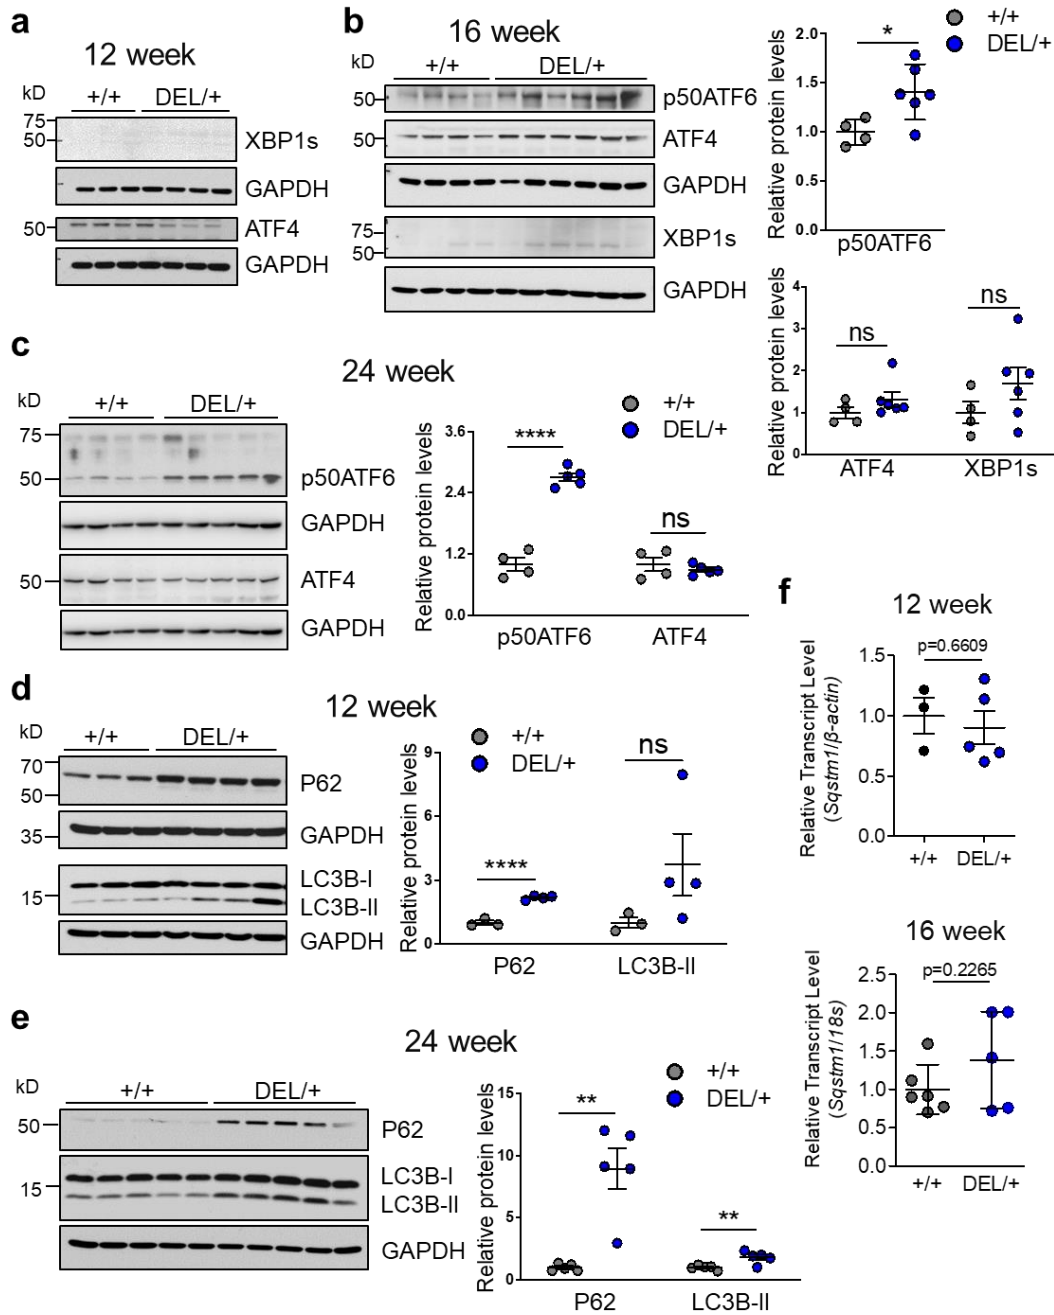 a
12 week
kD
+/+ DEL/+
75
50
XBP1s
GAPDH
50
ATF4
GAPDH
b
16 week
kD
+/+ DEL/+
50
p50ATF6
50
ATF4
GAPDH
75
50
XBP1s
GAPDH
+/+
DEL/+
Relative protein levels
2.0
1.5
1.0
0.5
0.0
*
p50ATF6
Relative protein levels
4
3
2
1
0
ns
ns
ATF4 XBP1s
c
24 week
kD
+/+ DEL/+
75
50
p50ATF6
GAPDH
50
ATF4
GAPDH
+/+
DEL/+
Relative protein levels
3.6
2.4
1.2
0.0
****
ns
p50ATF6 ATF4
d
12 week
kD
+/+ DEL/+
70
50
P62
35
GAPDH
LC3B-I
15
LC3B-II
GAPDH
+/+
DEL/+
Relative protein levels
9
6
3
0
****
ns
P62 LC3B-II
e
24 week
kD
+/+ DEL/+
50
P62
LC3B-I
15
LC3B-II
GAPDH
+/+
DEL/+
Relative protein levels
15
10
5
0
**
**
P62 LC3B-II
f
12 week
Relative Transcript Level
(Sqstm1/β-actin)
1.5
1.0
0.5
0.0
p=0.6609
+/+ DEL/+
16 week
Relative Transcript Level
(Sqstm1/18s)
2.5
2.0
1.5
1.0
0.5
0.0
p=0.2265
+/+ DEL/+